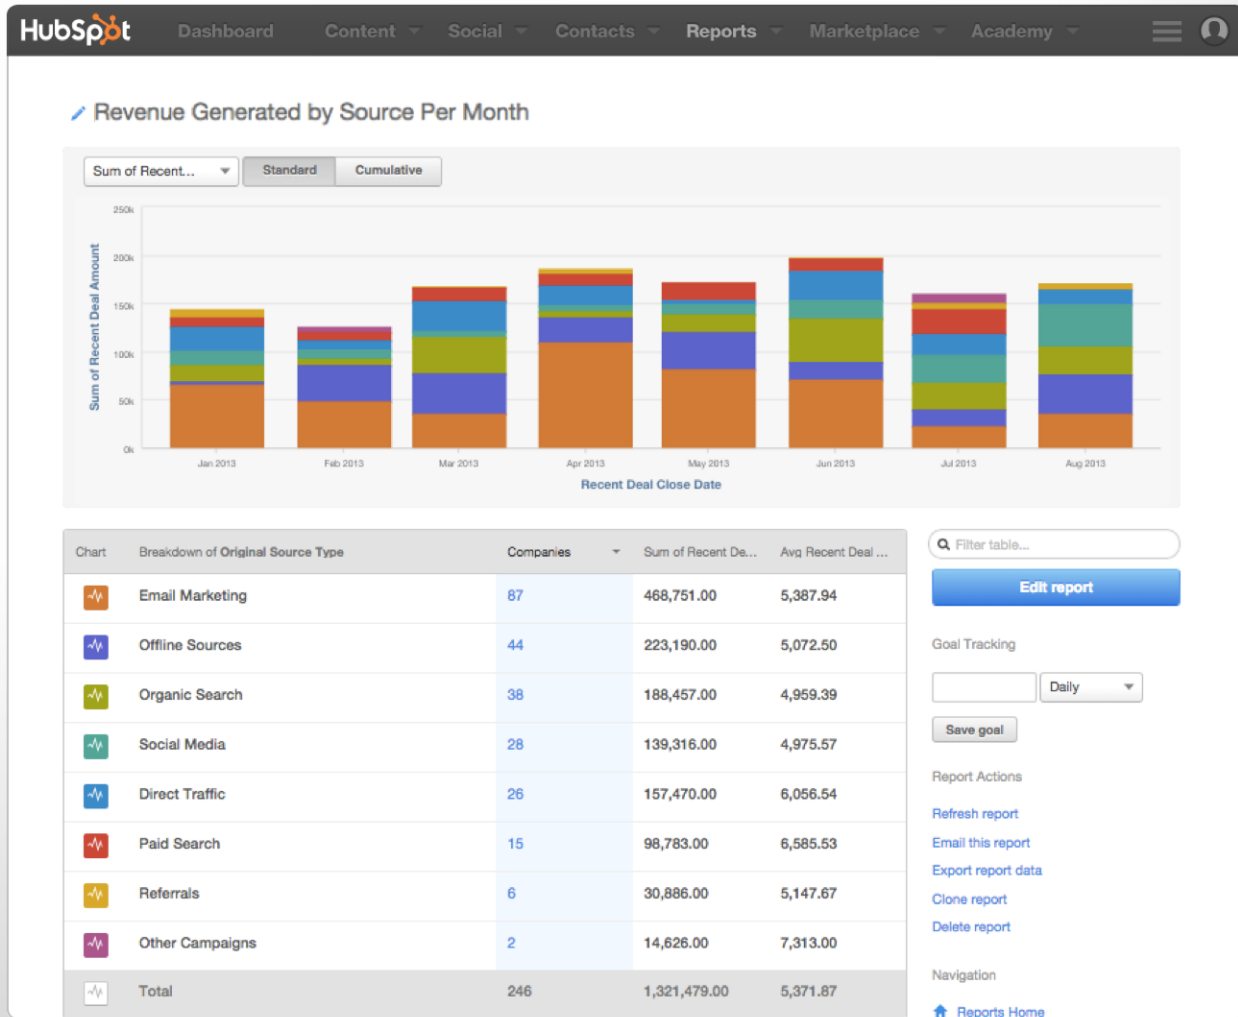 HubSpot Dashboard Content Social Contacts Reports Marketplace Academy
Revenue Generated by Source Per Month
Sum of Recent... Standard Cumulative
250k
200k
150k
100k
50k
0k
Sum of Recent Deal Amount
Jan 2013 Feb 2013 Mar 2013 Apr 2013 May 2013 Jun 2013 Jul 2013 Aug 2013
Recent Deal Close Date
Chart Breakdown of Original Source Type Companies Sum of Recent De... Avg Recent Deal ...
Email Marketing 87 468,751.00 5,387.94
Offline Sources 44 223,190.00 5,072.50
Organic Search 38 188,457.00 4,959.39
Social Media 28 139,316.00 4,975.57
Direct Traffic 26 157,470.00 6,056.54
Paid Search 15 98,783.00 6,585.53
Referrals 6 30,886.00 5,147.67
Other Campaigns 2 14,626.00 7,313.00
Total 246 1,321,479.00 5,371.87
Filter table...
Edit report
Goal Tracking
Daily
Save goal
Report Actions
Refresh report
Email this report
Export report data
Clone report
Delete report
Navigation
Reports Home